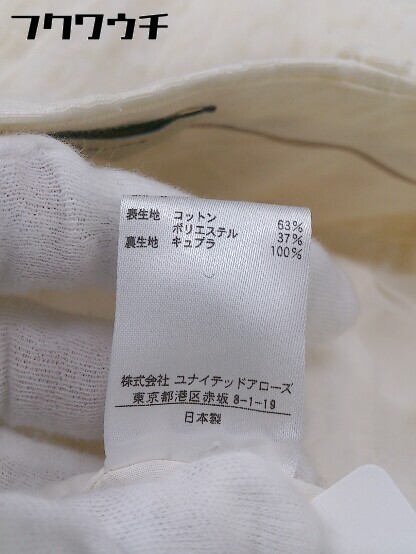 フクワウチ
表生地 コットン 63%
ポリエステル 37%
裏生地 キュプラ 100%
株式会社 ユナイテッドアローズ
東京都港区赤坂 8-1-19
日本製